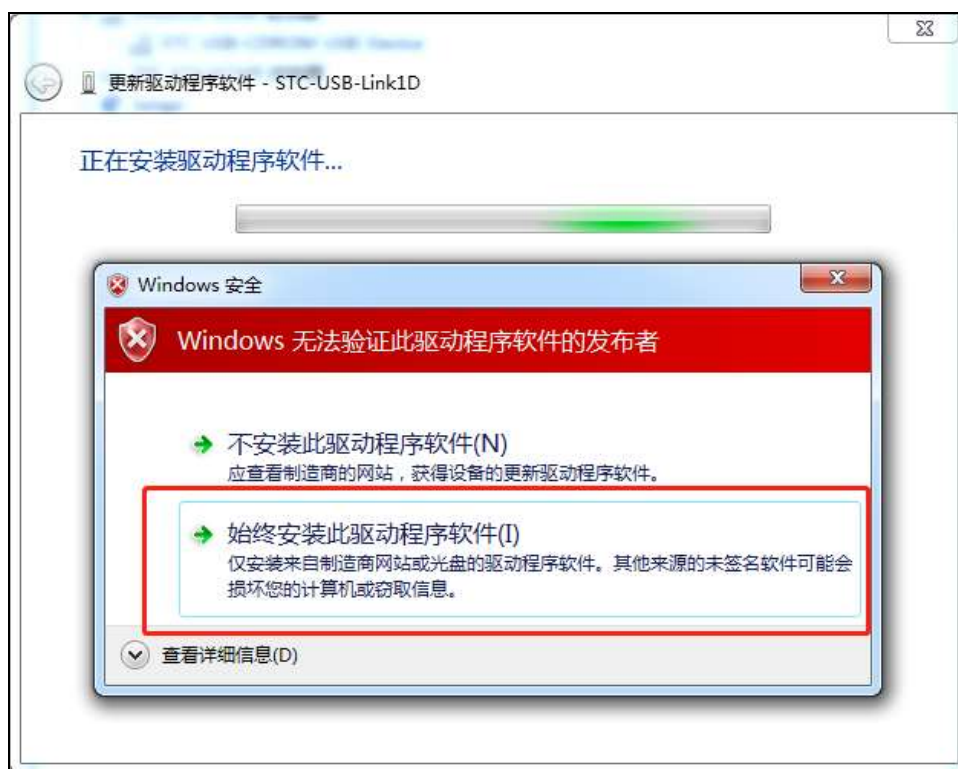 更新驱动程序软件 - STC-USB-Link1D
正在安装驱动程序软件...
Windows 安全
Windows 无法验证此驱动程序软件的发布者
不安装此驱动程序软件(N)
应查看制造商的网站，获得设备的更新驱动程序软件。
始终安装此驱动程序软件(I)
仅安装来自制造商网站或光盘的驱动程序软件。其他来源的未签名软件可能会
损坏您的计算机或窃取信息。
查看详细信息(D)